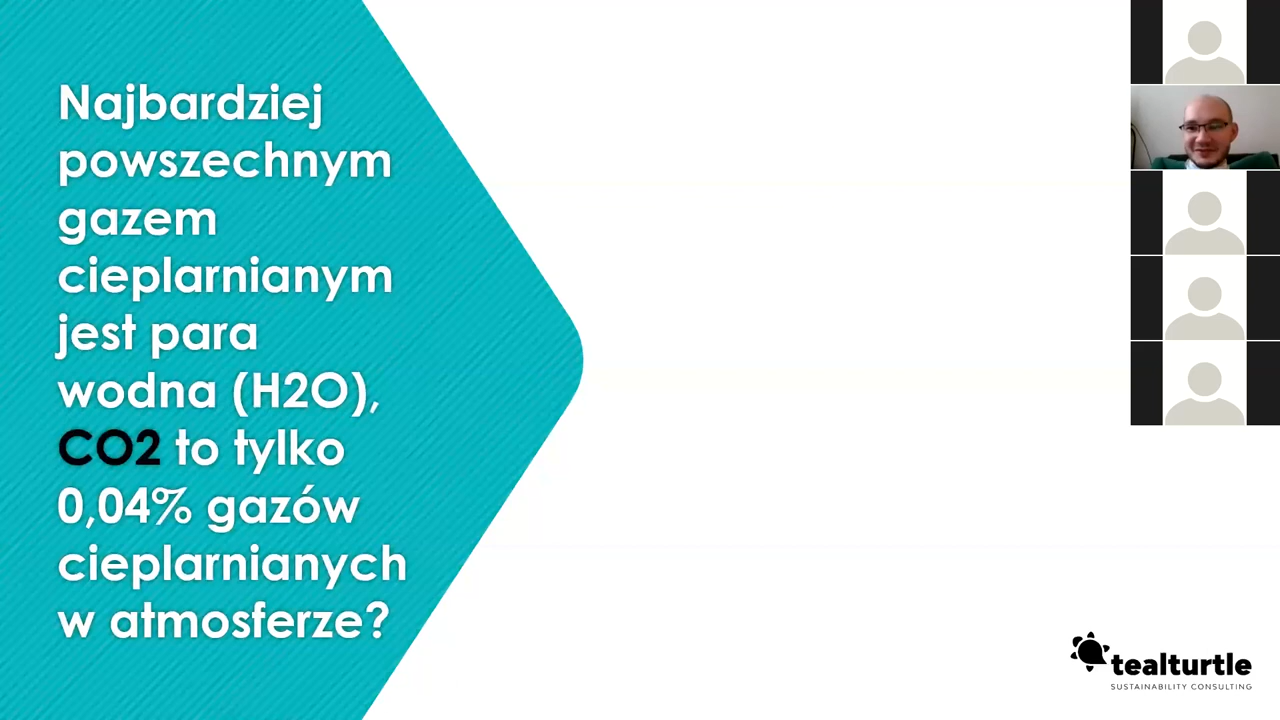 Najbardziej
powszechnym
gazem
cieplarnianym
jest para
wodna (H2O),
CO2 to tylko
0,04% gazów
cieplarnianych
w atmosferze?
tealturtle
SUSTAINABILITY CONSULTING